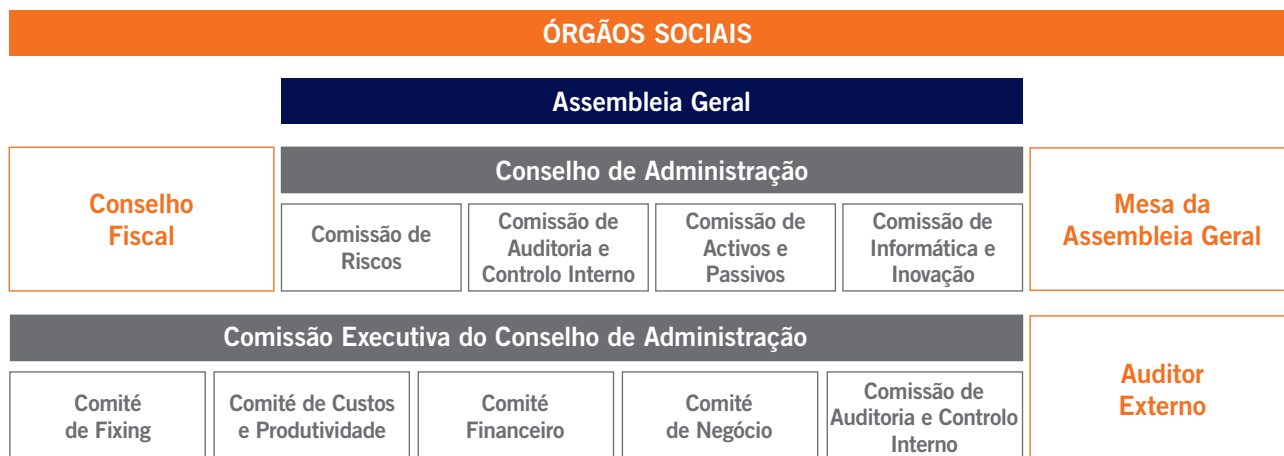 ÓRGÃOS SOCIAIS
Assembleia Geral
Conselho
Fiscal
Conselho de Administração
Comissão de
Riscos
Comissão de
Auditoria e
Controlo Interno
Comissão de
Activos e
Passivos
Comissão de
Informática e
Inovação
Mesa da
Assembleia Geral
Comissão Executiva do Conselho de Administração
Comité
de Fixing
Comité de Custos
e Produtividade
Comité
Financeiro
Comité
de Negócio
Comissão de
Auditoria e Controlo
Interno
Auditor
Externo